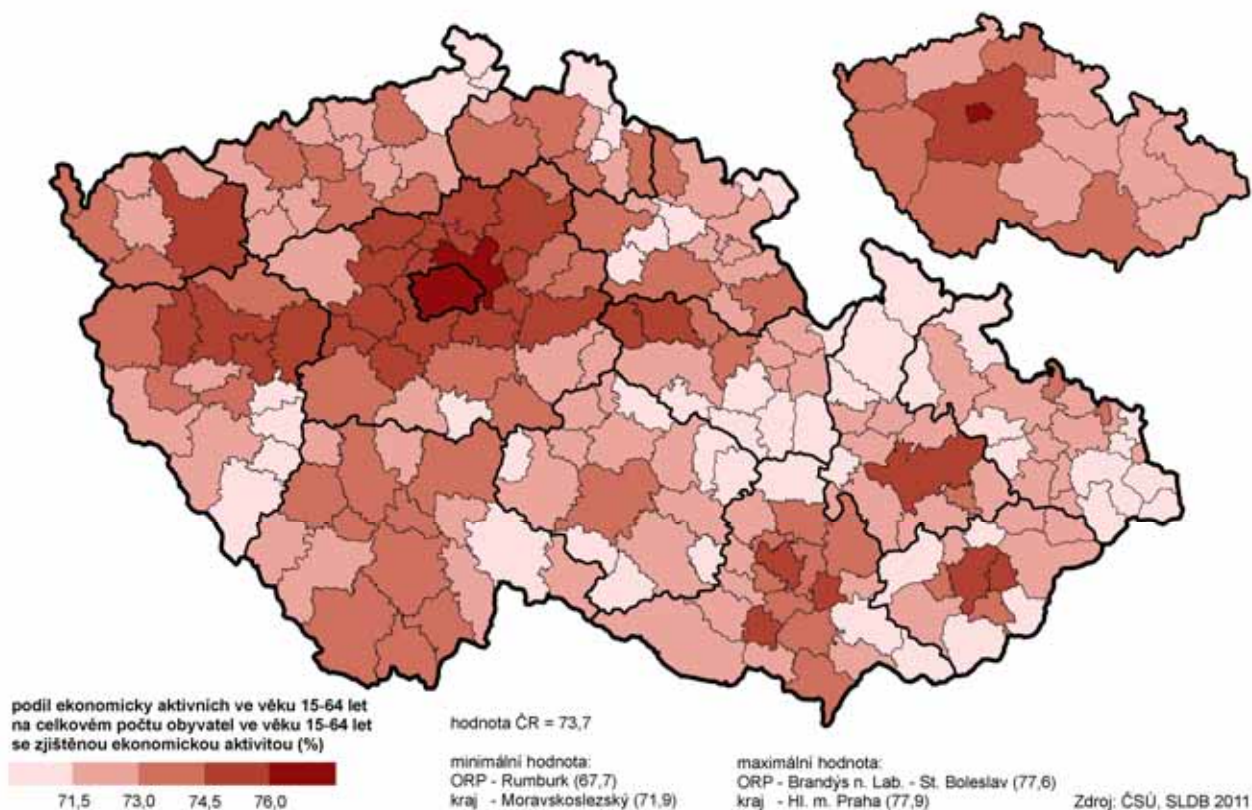 podíl ekonomicky aktivních ve věku 15-64 let
na celkovém počtu obyvatel ve věku 15-64 let
se zjištěnou ekonomickou aktivitou (%)
71,5 73,0 74,5 76,0
hodnota ČR = 73,7
minimální hodnota:
ORP - Rumburk (67,7)
kraj - Moravskoslezský (71,9)
maximální hodnota:
ORP - Brandýs n. Lab. - St. Boleslav (77,6)
kraj - Hl. m. Praha (77,9)
Zdroj: ČSÚ, SLDB 2011